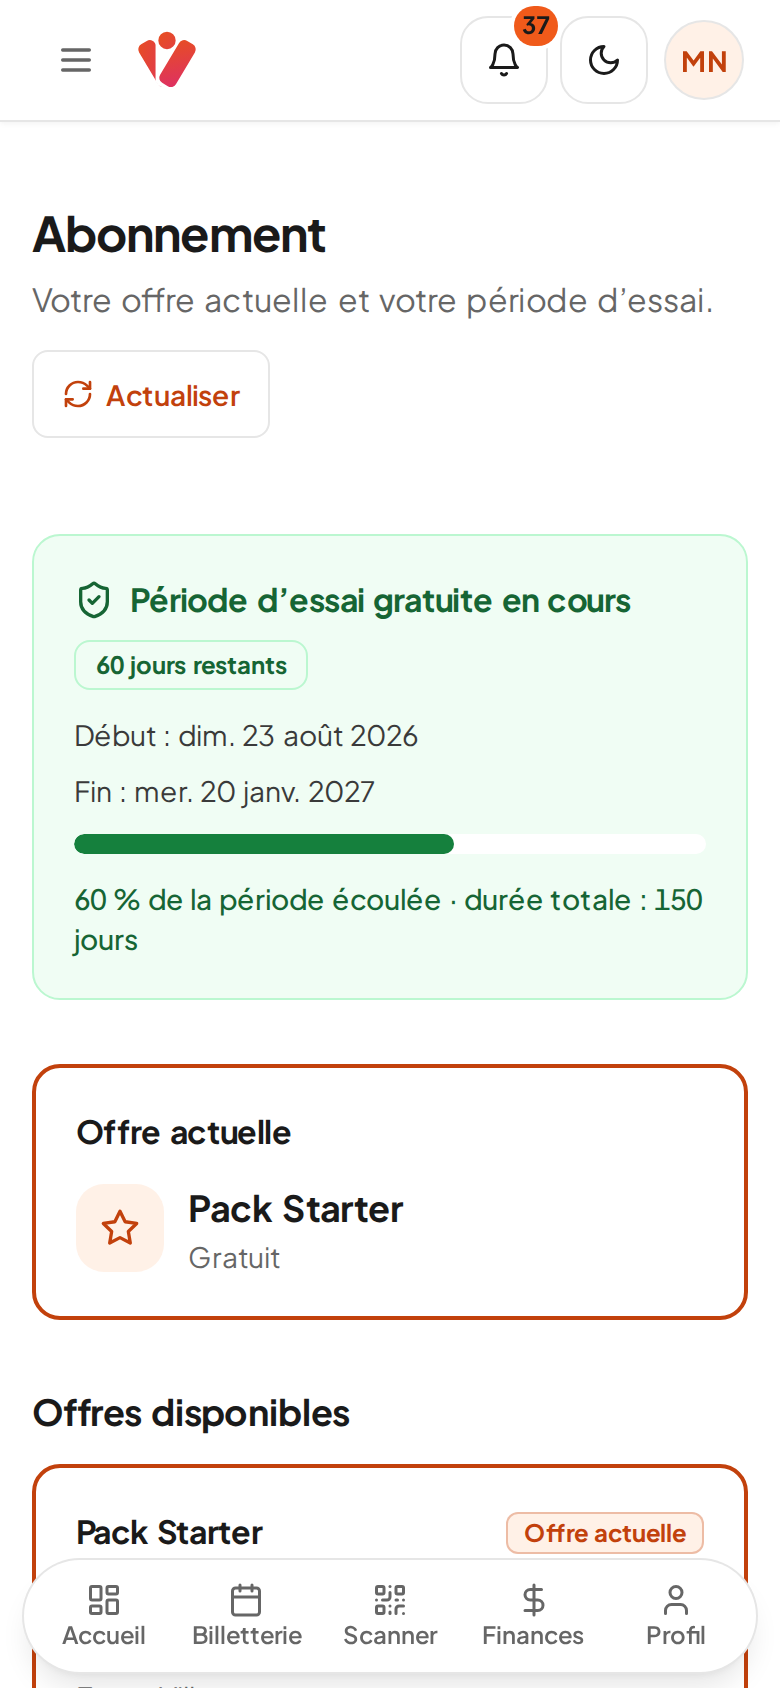 37
MN
Abonnement
Votre offre actuelle et votre période d’essai.
Actualiser
Période d’essai gratuite en cours
60 jours restants
Début : dim. 23 août 2026
Fin : mer. 20 janv. 2027
60 % de la période écoulée · durée totale : 150
jours
Offre actuelle
Pack Starter
Gratuit
Offres disponibles
Pack Starter
Offre actuelle
Accueil
Billetterie
Scanner
Finances
Profil